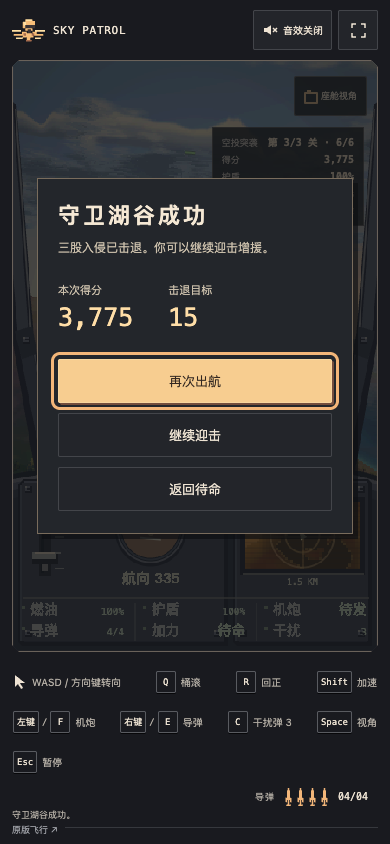 SKY PATROL
音效关闭
座舱视角
空投突袭 第 3/3 关 · 6/6
得分 3,775
护盾 100%
守卫湖谷成功
三股入侵已击退。你可以继续迎击增援。
本次得分 击退目标
3,775 15
再次出航
继续迎击
返回待命
航向 335
1.5 KM
燃油 100% 护盾 100% 机炮 待发
导弹 4/4 加力 待命 干扰 3
WASD / 方向键转向 Q 桶滚 R 回正 Shift 加速
左键 / F 机炮 右键 / E 导弹 C 干扰弹 3 Space 视角
Esc 暂停
导弹 04/04
守卫湖谷成功。
原版飞行 ↗